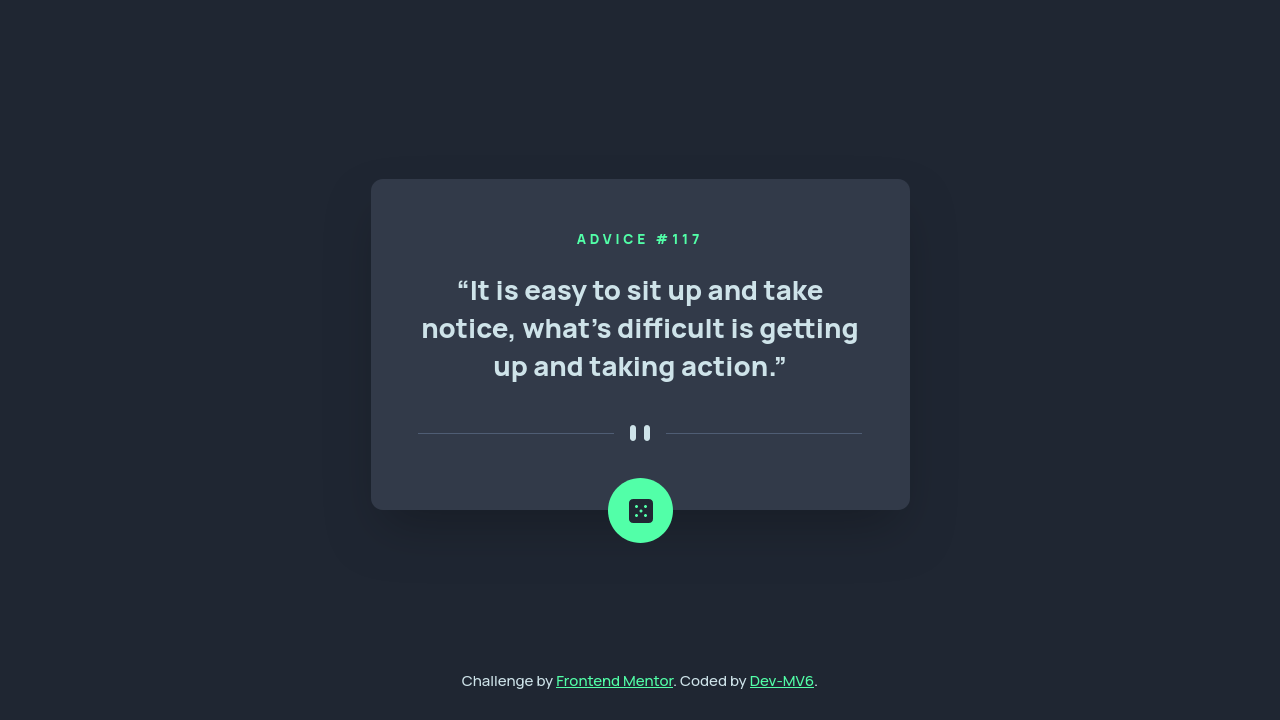 ADVICE #117
“It is easy to sit up and take
notice, what’s difficult is getting
up and taking action.”
Challenge by Frontend Mentor. Coded by Dev-MV6.